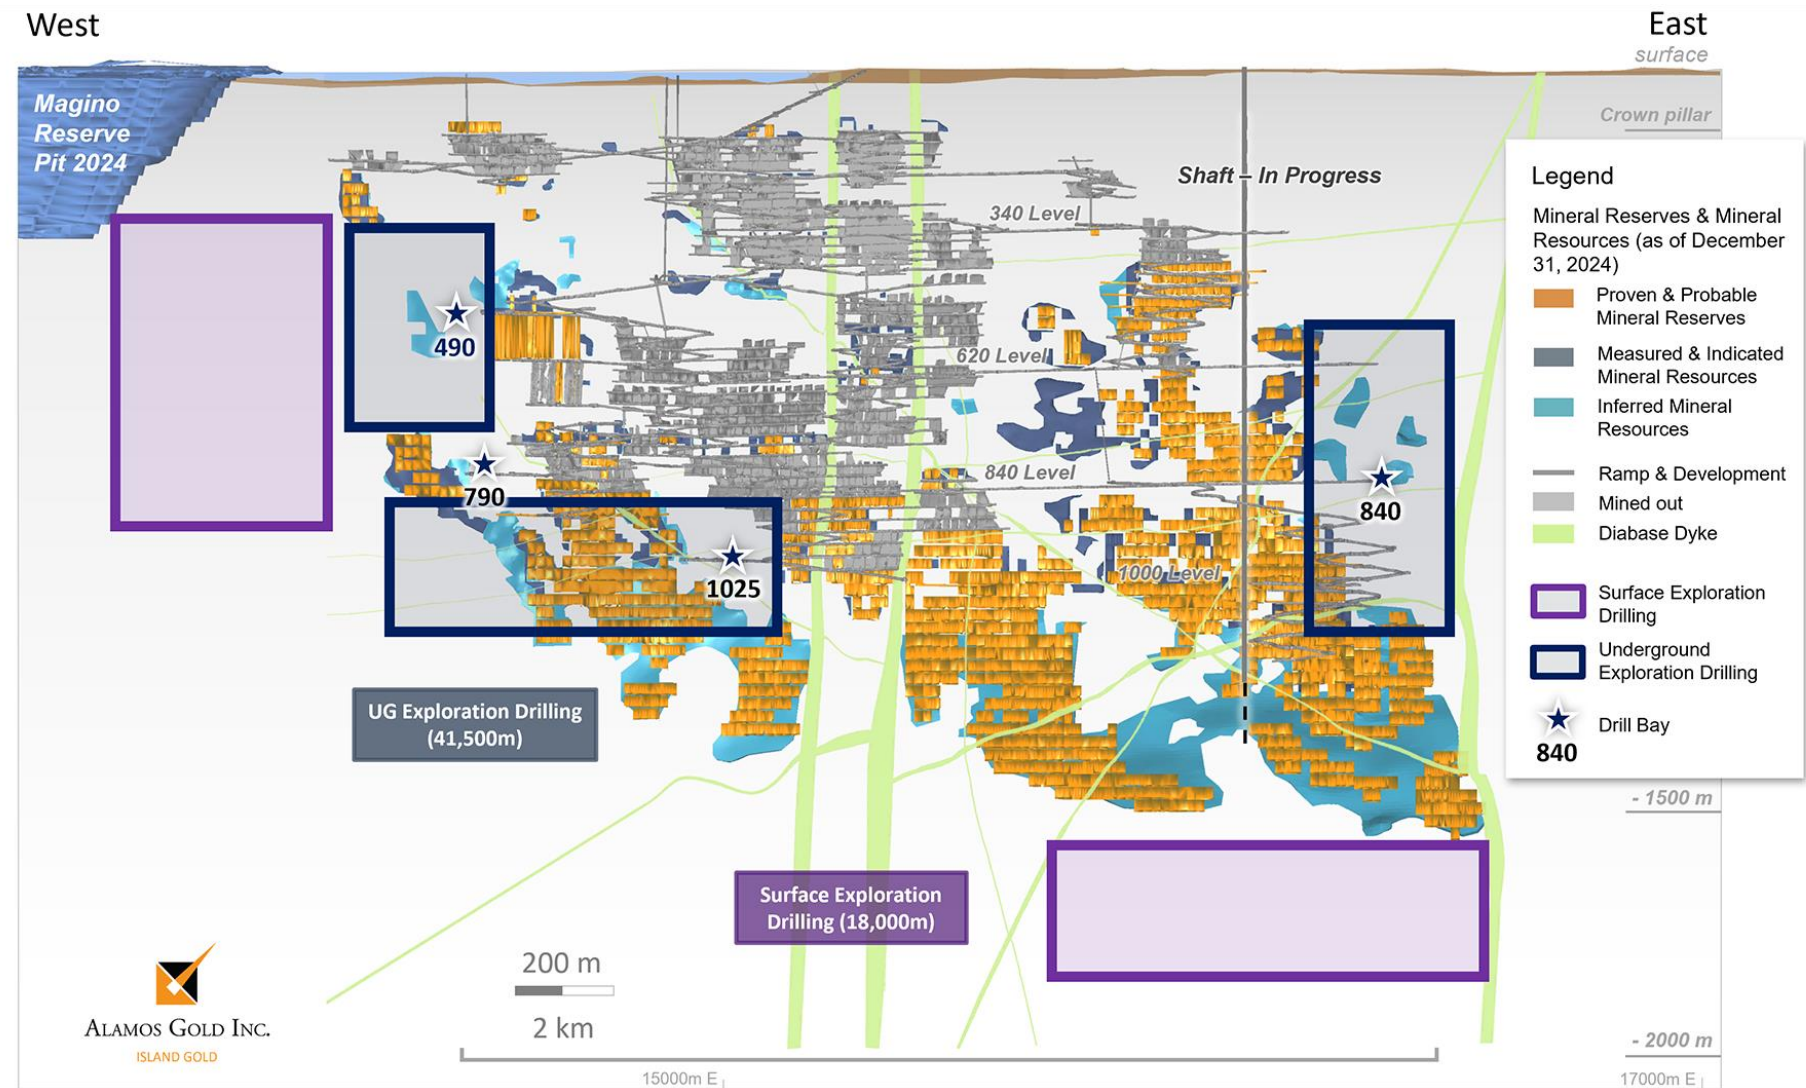 West
East
surface
Magino
Reserve
Pit 2024
Crown pillar
Shaft – In Progress
340 Level
490
620 Level
790
840 Level
840
1025
1000 Level
UG Exploration Drilling
(41,500m)
Surface Exploration
Drilling (18,000m)
Legend
Mineral Reserves & Mineral
Resources (as of December
31, 2024)
Proven & Probable
Mineral Reserves
Measured & Indicated
Mineral Resources
Inferred Mineral
Resources
Ramp & Development
Mined out
Diabase Dyke
Surface Exploration
Drilling
Underground
Exploration Drilling
Drill Bay
840
- 1500 m
- 2000 m
200 m
2 km
15000m E
17000m E
ALAMOS GOLD INC.
ISLAND GOLD